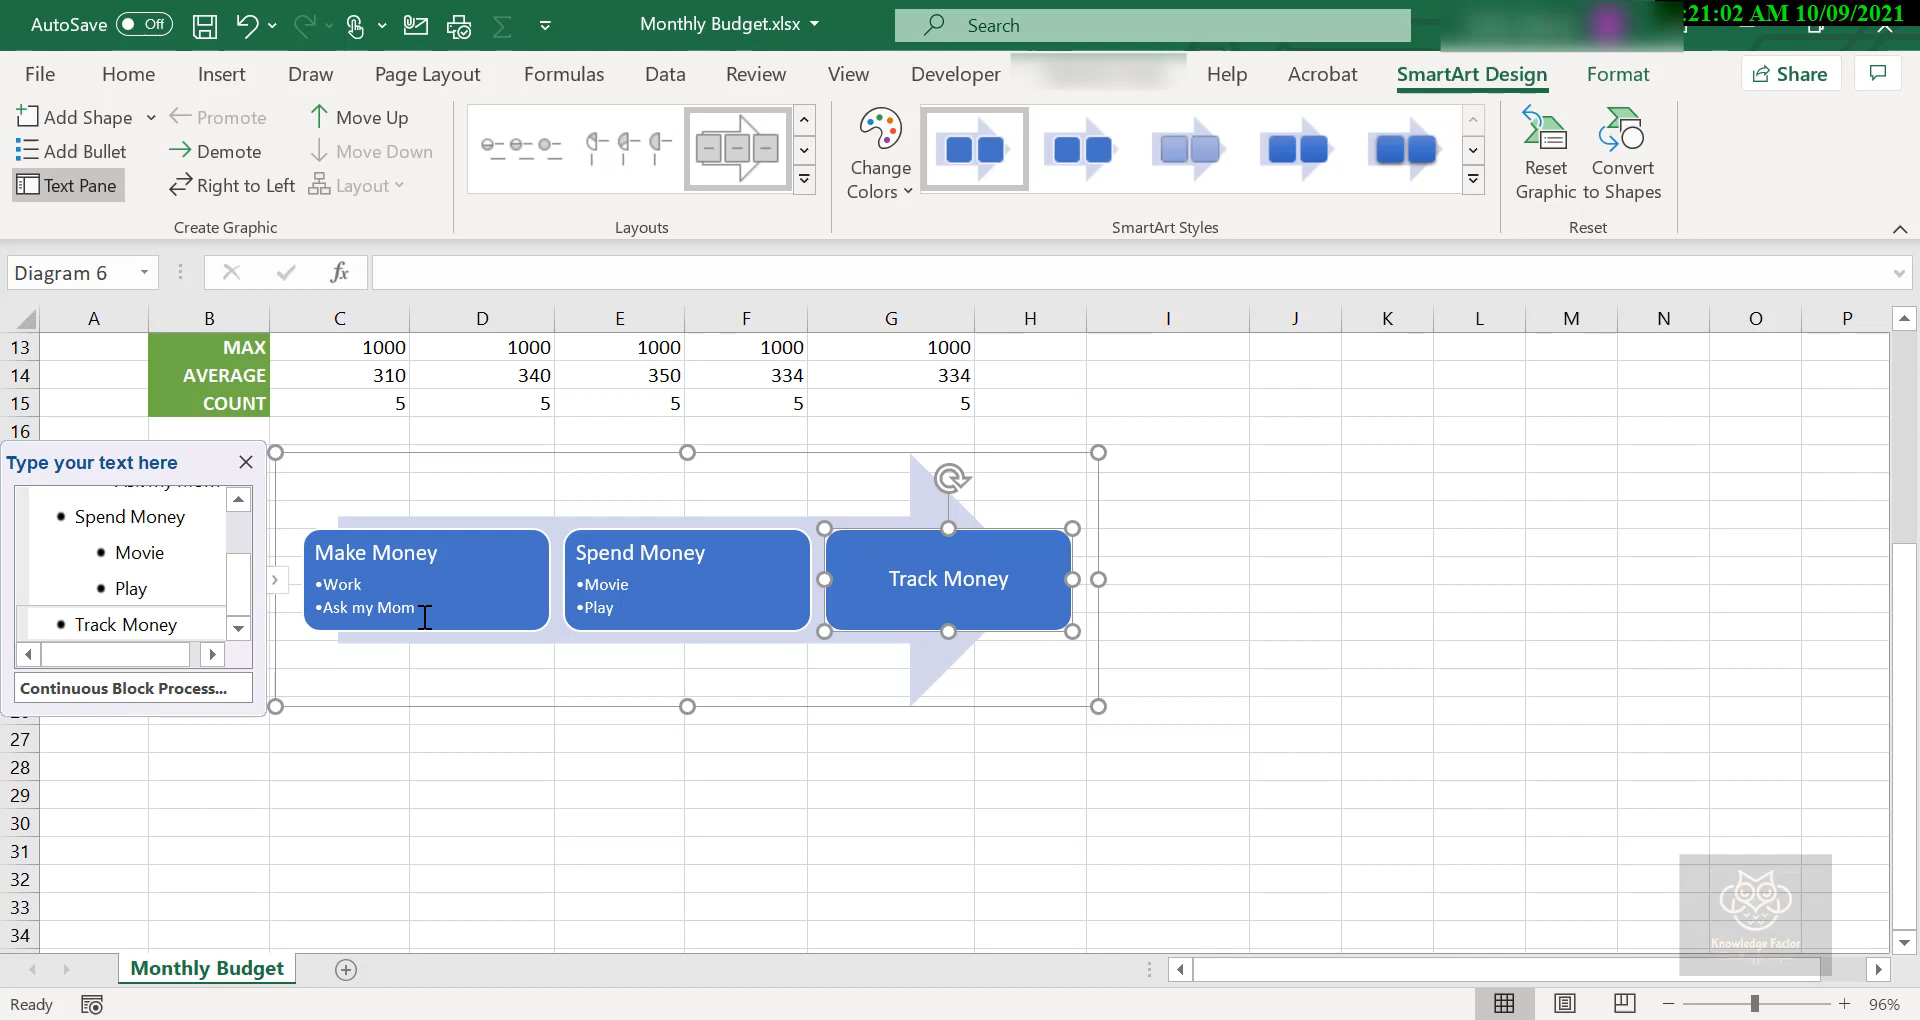 AutoSave Off Monthly Budget.xlsx Search :21:02 AM 10/09/2021
File Home Insert Draw Page Layout Formulas Data Review View Developer Help Acrobat SmartArt Design Format Share
Add Shape Promote Move Up
Add Bullet Demote Move Down
Text Pane Right to Left Layout
Create Graphic
Layouts
Change
Colors
SmartArt Styles
Reset
Graphic
Convert
to Shapes
Reset
Diagram 6 fx
A B C D E F G H I J K L M N O P
13 MAX 1000 1000 1000 1000 1000
14 AVERAGE 310 340 350 334 334
15 COUNT 5 5 5 5 5
16
Type your text here
Spend Money
Movie
Play
Track Money
Continuous Block Process...
Make Money
•Work
•Ask my Mom
Spend Money
•Movie
•Play
Track Money
27
28
29
30
31
32
33
34
Knowledge Factor
Monthly Budget
Ready 96%